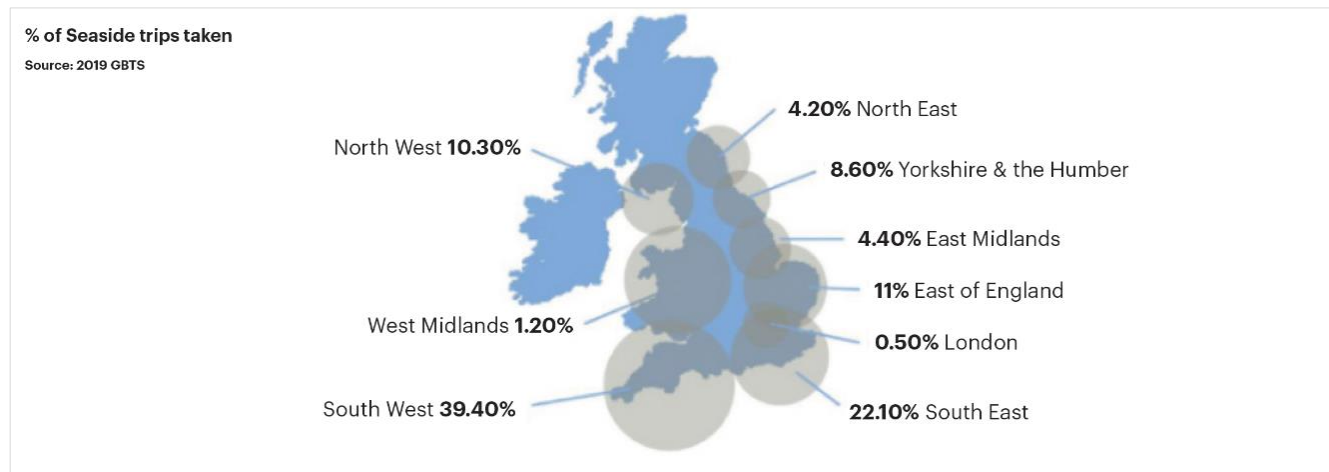 % of Seaside trips taken
Source: 2019 GBTS
4.20% North East
North West 10.30%
8.60% Yorkshire & the Humber
4.40% East Midlands
11% East of England
West Midlands 1.20%
0.50% London
South West 39.40%
22.10% South East